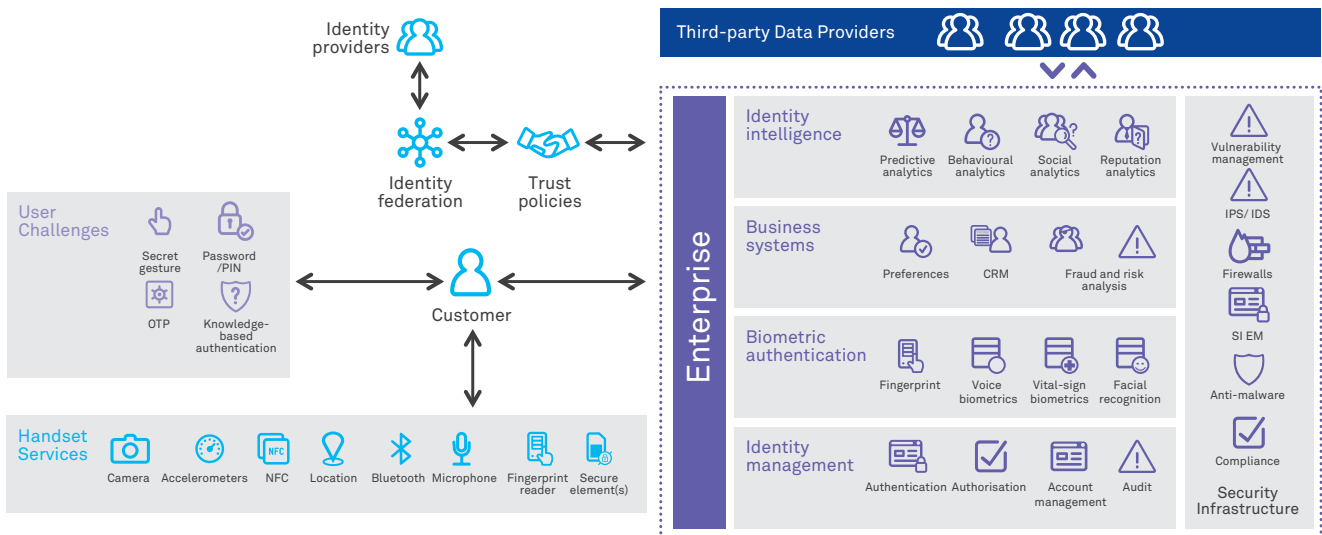 Identity
providers
Identity
federation
Trust
policies
User
Challenges
Secret
gesture
Password
/PIN
OTP
Knowledge-
based
authentication
Customer
Handset
Services
Camera
Accelerometers
NFC
NFC
Location
Bluetooth
Microphone
Fingerprint
reader
Secure
element(s)
Third-party Data Providers
Enterprise
Identity
intelligence
Predictive
analytics
Behavioural
analytics
Social
analytics
Reputation
analytics
Business
systems
Preferences
CRM
Fraud and risk
analysis
Biometric
authentication
Fingerprint
Voice
biometrics
Vital-sign
biometrics
Facial
recognition
Identity
management
Authentication
Authorisation
Account
management
Audit
Vulnerability
management
IPS/ IDS
Firewalls
SI EM
Anti-malware
Compliance
Security
Infrastructure